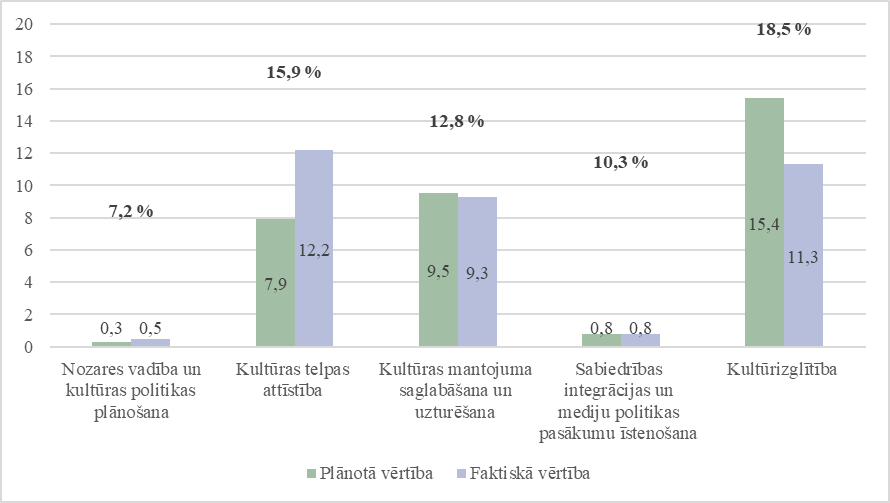 20
18
16
14
12
10
8
6
4
2
0
7,2 %
15,9 %
12,8 %
10,3 %
18,5 %
0,3
0,5
7,9
12,2
9,5
9,3
0,8
0,8
15,4
11,3
Nozares vadība un
kultūras politikas
plānošana
Kultūras telpas
attīstība
Kultūras mantojuma
saglabāšana un
uzturēšana
Sabiedrības
integrācijas un
mediju politikas
pasākumu īstenošana
Kultūrizglītība
Plānotā vērtība
Faktiskā vērtība